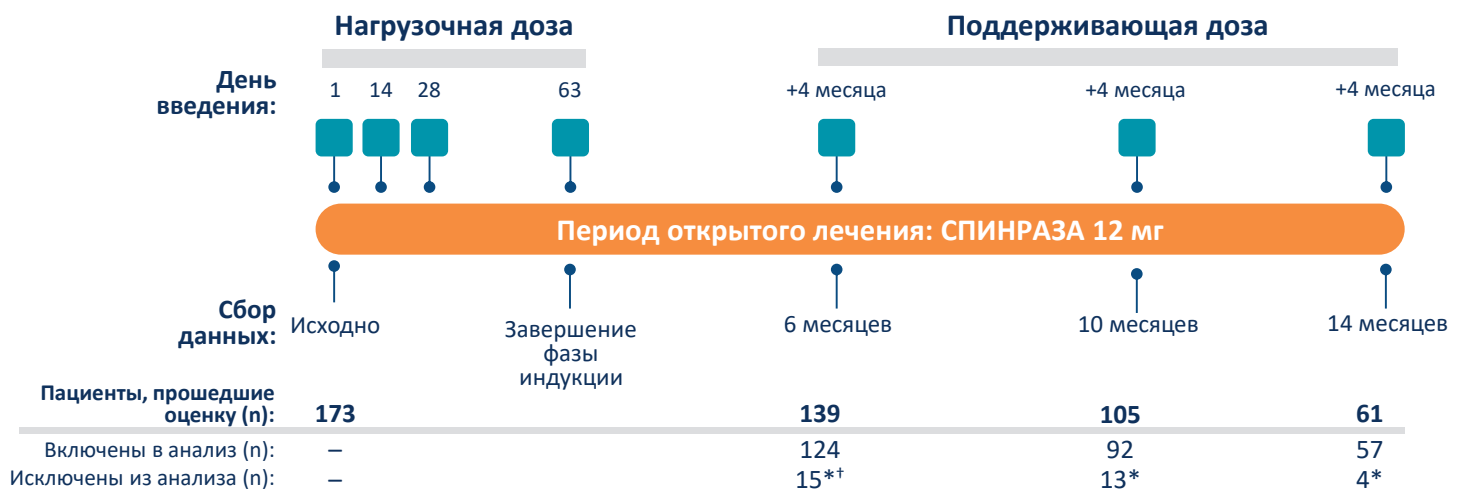 Нагрузочная доза
Поддерживающая доза
День
введения:
1 14 28 63 +4 месяца +4 месяца +4 месяца
Период открытого лечения: СПИНРАЗА 12 мг
Сбор
данных:
Исходно
Завершение
фазы
индукции
6 месяцев
10 месяцев
14 месяцев
Пациенты, прошедшие
оценку (n): 173 139 105 61
Включены в анализ (n): – 124 92 57
Исключены из анализа (n): – 15*† 13* 4*